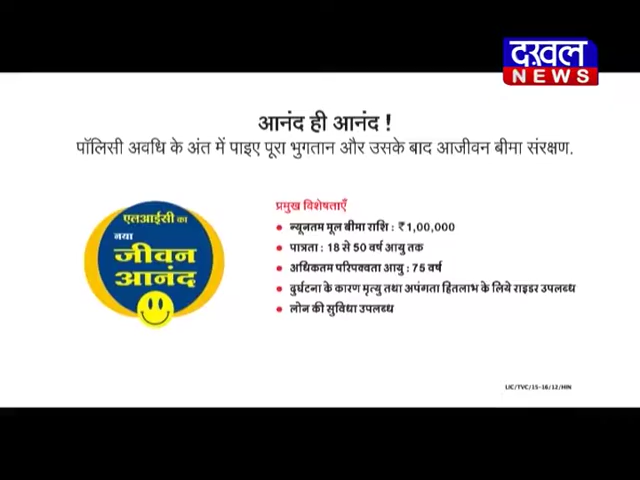 दख़ल
NEWS
आनंद ही आनंद !
पॉलिसी अवधि के अंत में पाइए पूरा भुगतान और उसके बाद आजीवन बीमा संरक्षण.
एलआईसी का
नया
जीवन
आनंद
प्रमुख विशेषताएँ
• न्यूनतम मूल बीमा राशि : ₹1,00,000
• पात्रता : 18 से 50 वर्ष आयु तक
• अधिकतम परिपक्वता आयु : 75 वर्ष
• दुर्घटना के कारण मृत्यु तथा अपंगता हितलाभ के लिये राइडर उपलब्ध
• लोन की सुविधा उपलब्ध
LIC/TVC/15-16/12/HIN